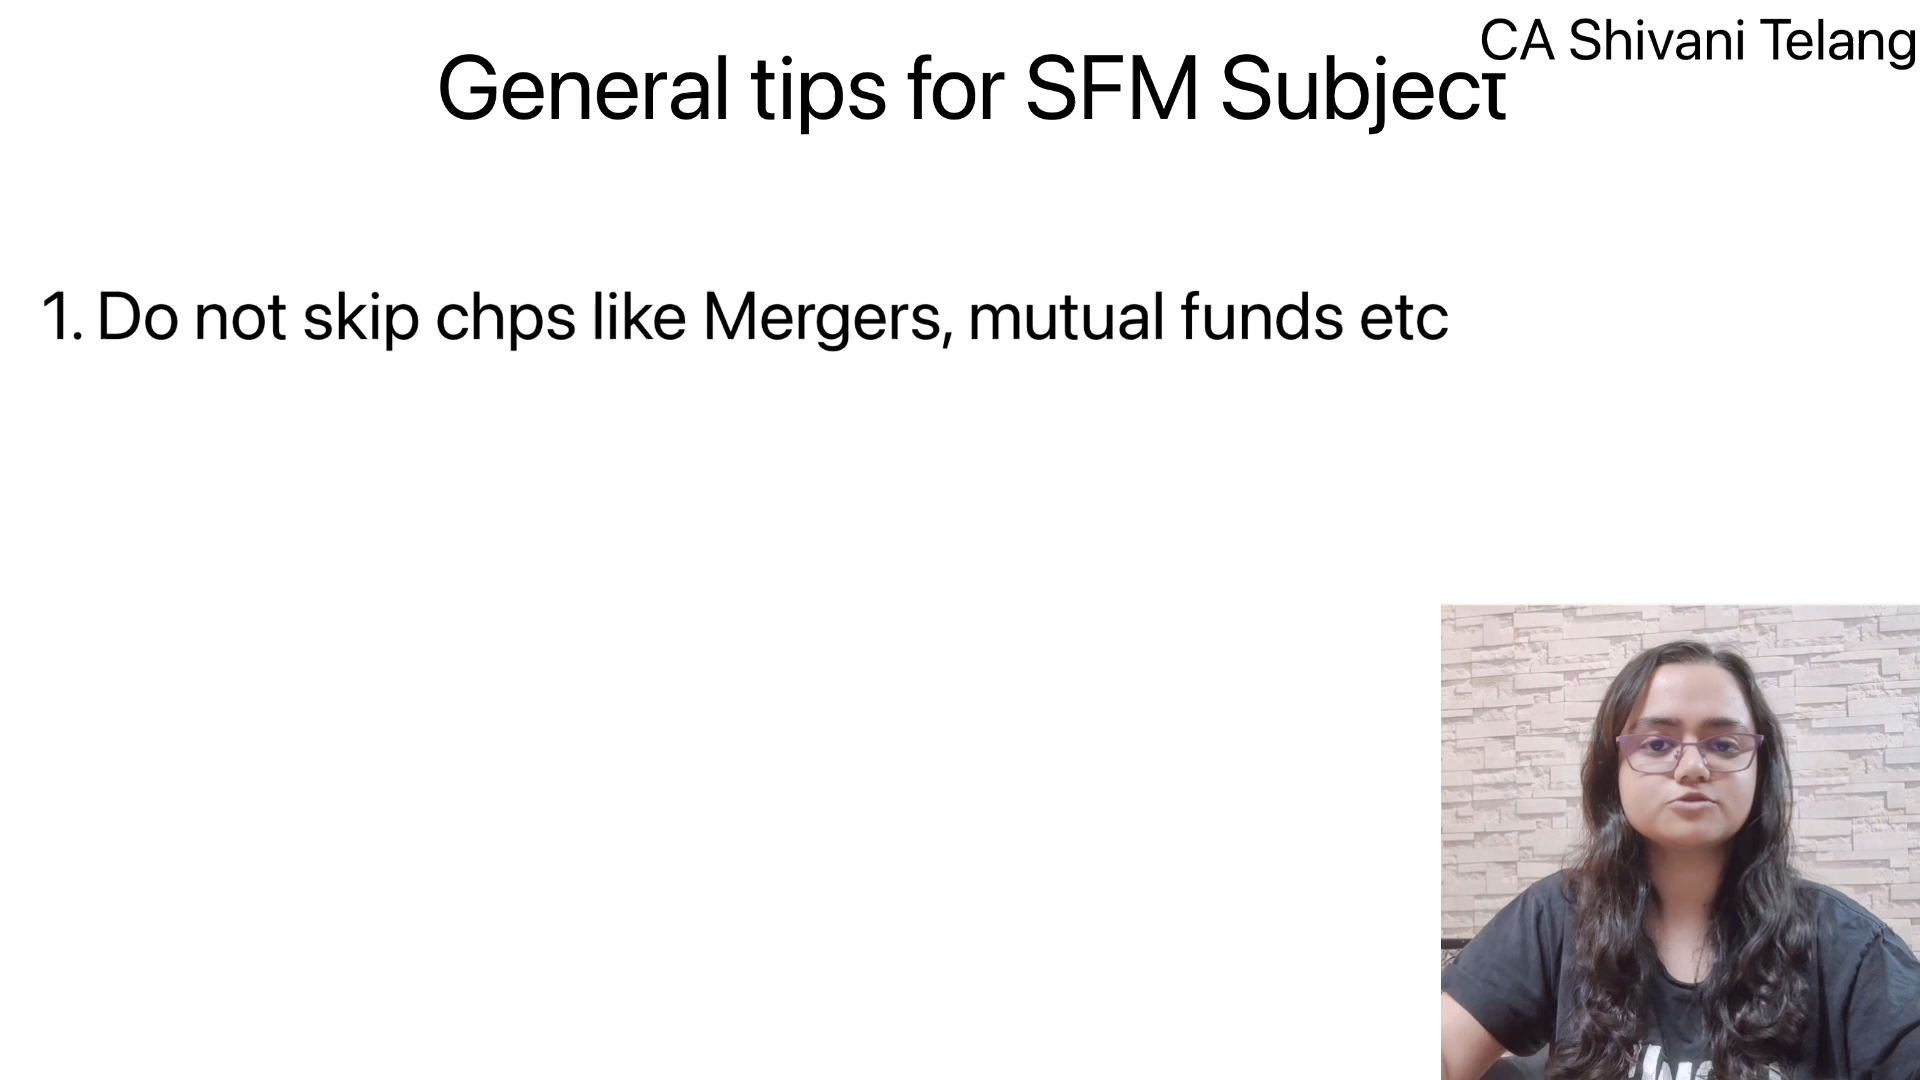 CA Shivani Telang
General tips for SFM Subject
1. Do not skip chps like Mergers, mutual funds etc